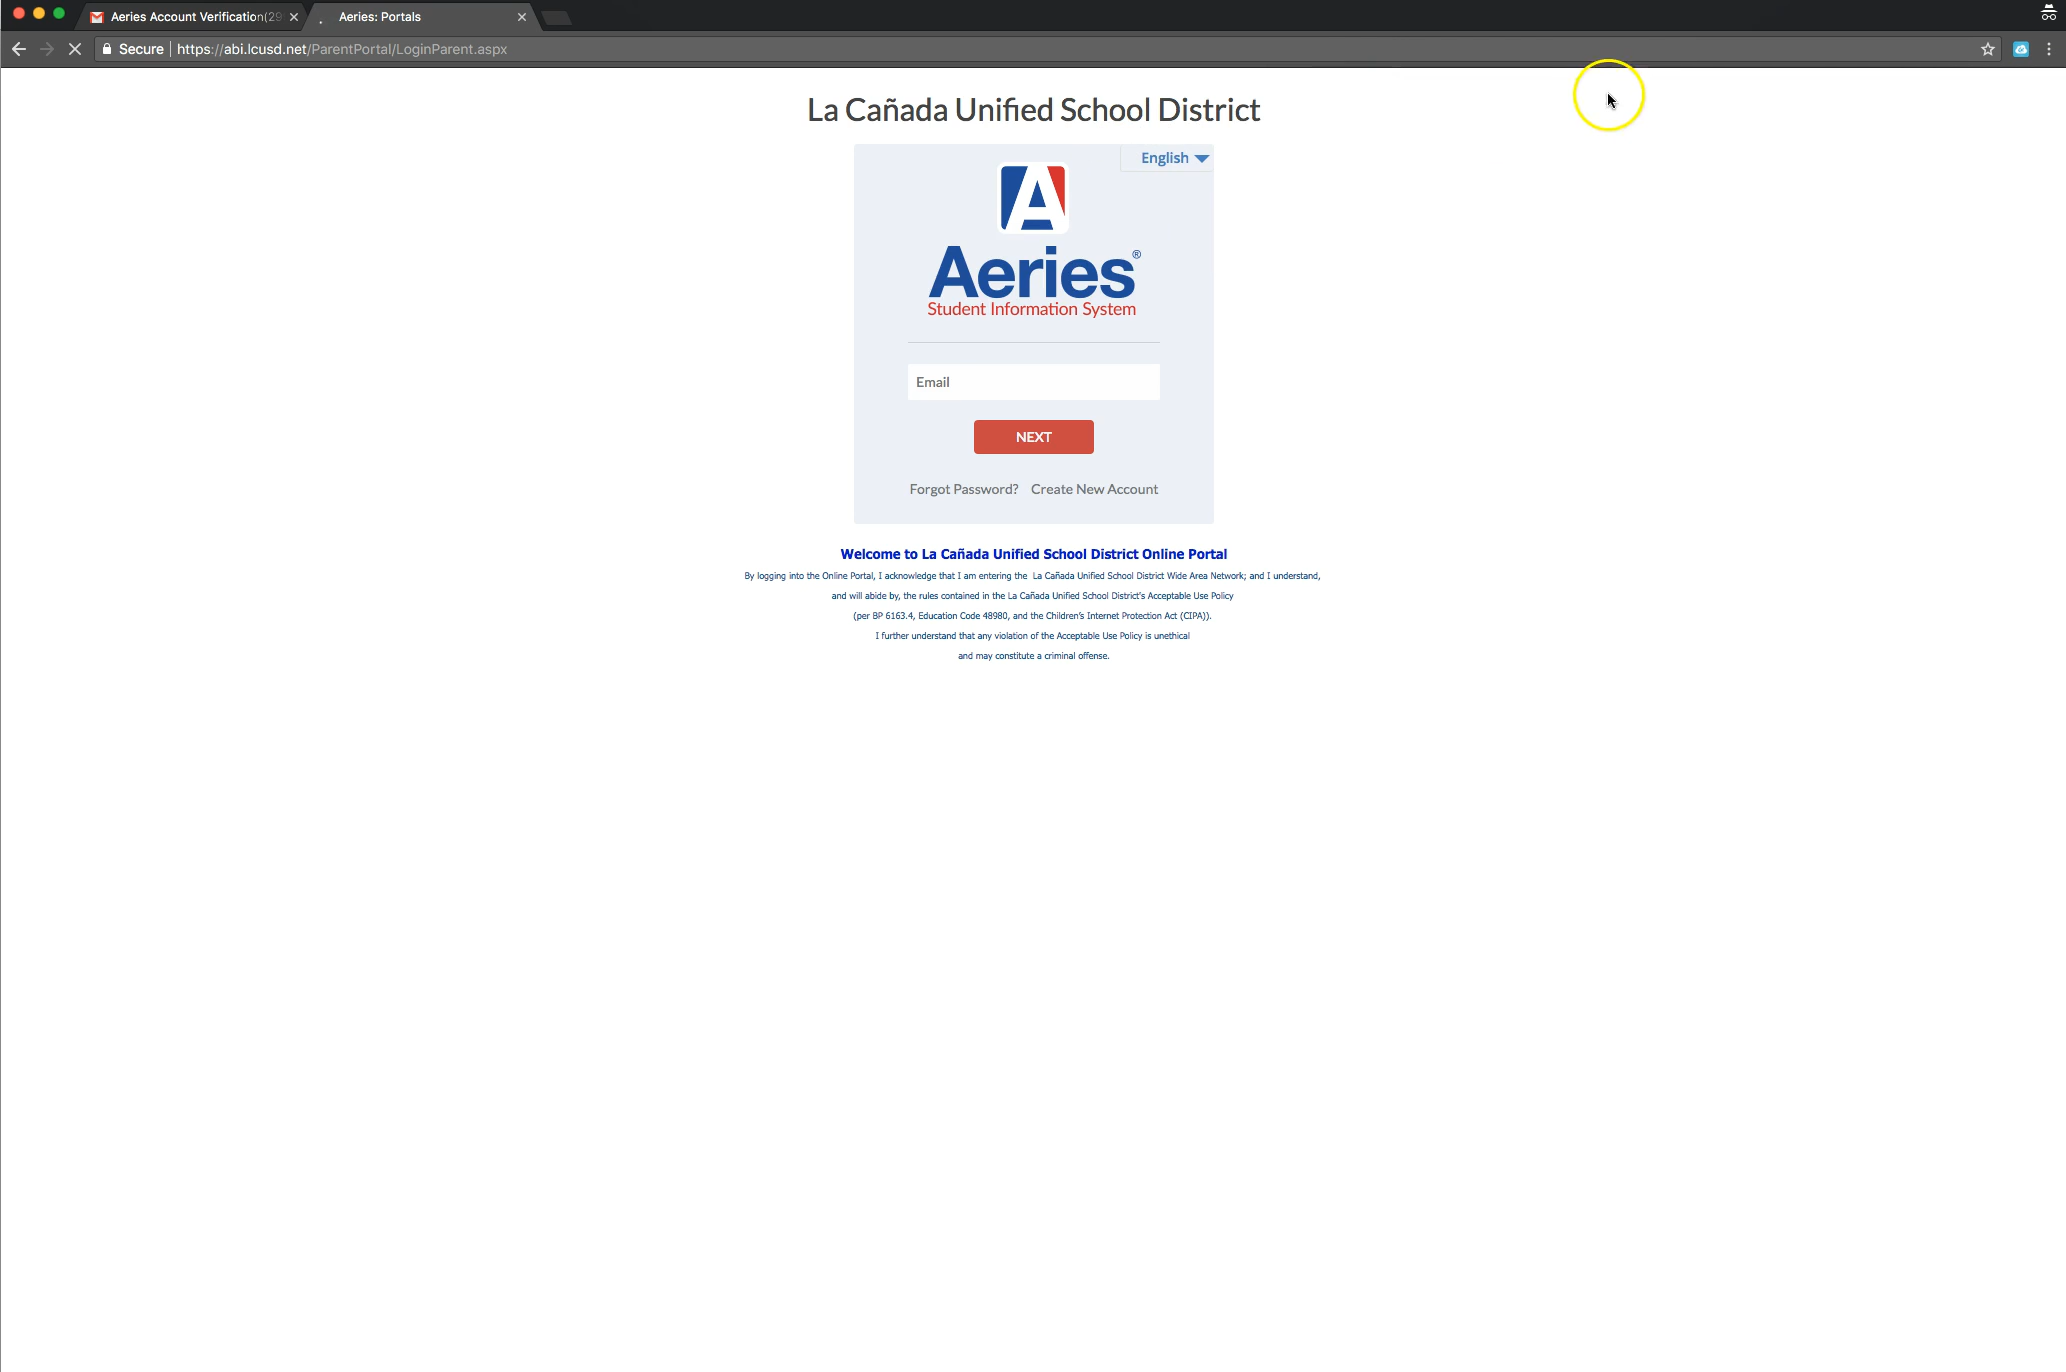 Aeries Account Verification(29
Aeries: Portals
Secure
https://abi.lcusd.net/ParentPortal/LoginParent.aspx
La Cañada Unified School District
English
A
Aeries®
Student Information System
Email
NEXT
Forgot Password? Create New Account
Welcome to La Cañada Unified School District Online Portal
By logging into the Online Portal, I acknowledge that I am entering the La Cañada Unified School District Wide Area Network; and I understand,
and will abide by, the rules contained in the La Cañada Unified School District's Acceptable Use Policy
(per BP 6163.4, Education Code 48980, and the Children's Internet Protection Act (CIPA)).
I further understand that any violation of the Acceptable Use Policy is unethical
and may constitute a criminal offense.